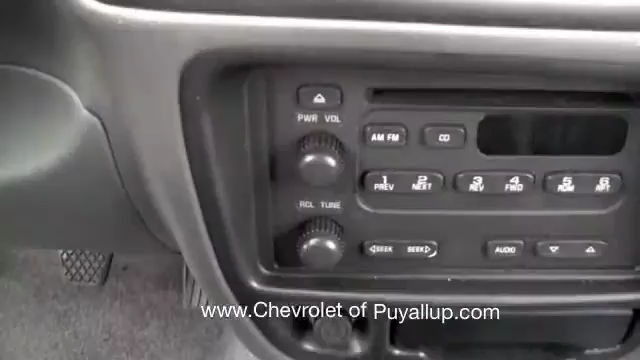 PWR VOL
AM FM
CD
1 PREV
2 NEXT
3 REV
4 FWD
5 RDM
6 RPT
RCL TUNE
SEEK
SEEK
AUDIO
www.Chevrolet of Puyallup.com